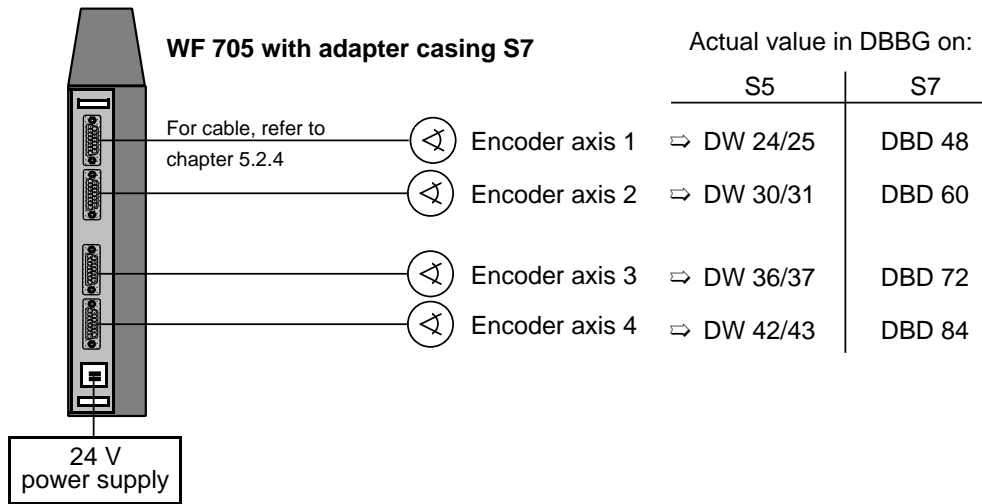 WF 705 with adapter casing S7
Actual value in DBBG on:
S5 S7
For cable, refer to
chapter 5.2.4
Encoder axis 1 ⇨ DW 24/25 DBD 48
Encoder axis 2 ⇨ DW 30/31 DBD 60
Encoder axis 3 ⇨ DW 36/37 DBD 72
Encoder axis 4 ⇨ DW 42/43 DBD 84
24 V
power supply